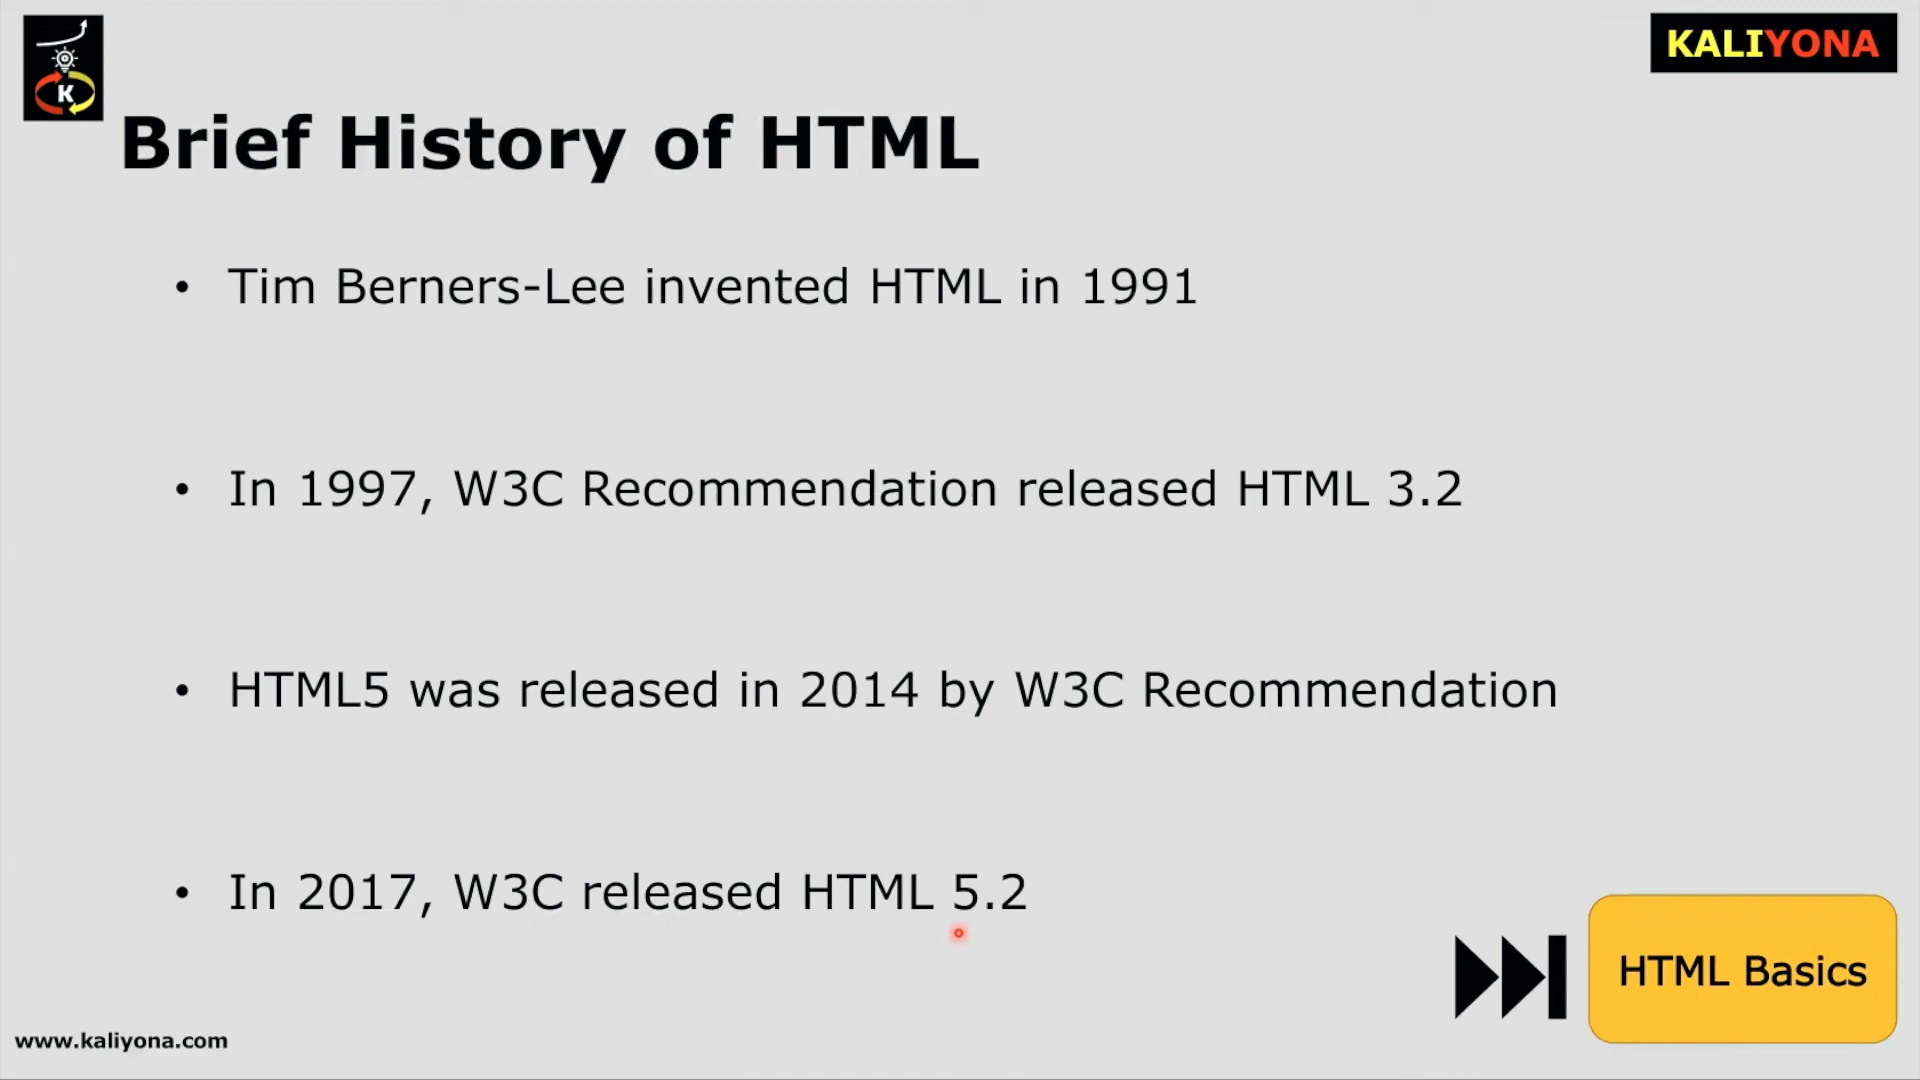 K
KALIYONA
Brief History of HTML
• Tim Berners-Lee invented HTML in 1991
• In 1997, W3C Recommendation released HTML 3.2
• HTML5 was released in 2014 by W3C Recommendation
• In 2017, W3C released HTML 5.2
HTML Basics
www.kaliyona.com